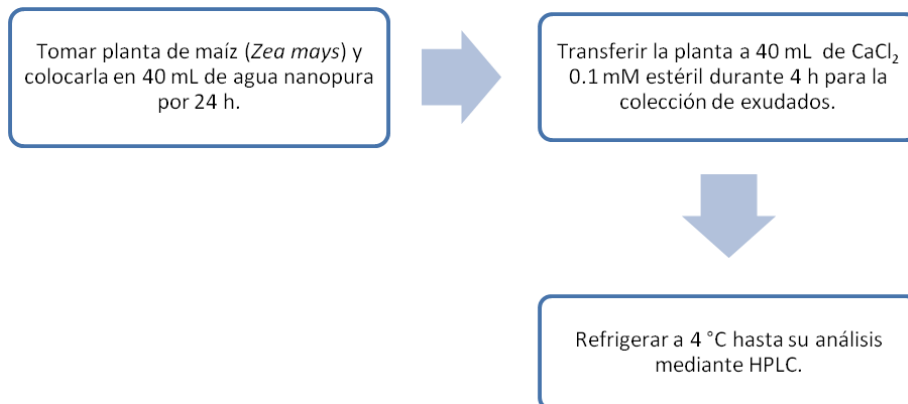 Tomar planta de maíz (Zea mays) y
colocarla en 40 mL de agua nanopura
por 24 h.
Transferir la planta a 40 mL de CaCl₂
0.1 mM estéril durante 4 h para la
colección de exudados.
Refrigerar a 4 °C hasta su análisis
mediante HPLC.